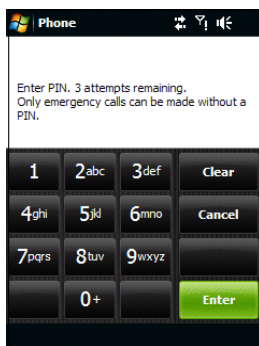 Phone
Enter PIN. 3 attempts remaining.
Only emergency calls can be made without a
PIN.
1 2abc 3def Clear
4ghi 5jkl 6mno Cancel
7pqrs 8tuv 9wxyz
0+ Enter